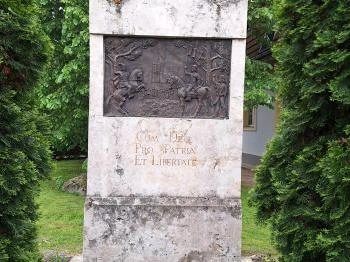 Cum Deo
Pro Patria
Et Libertate